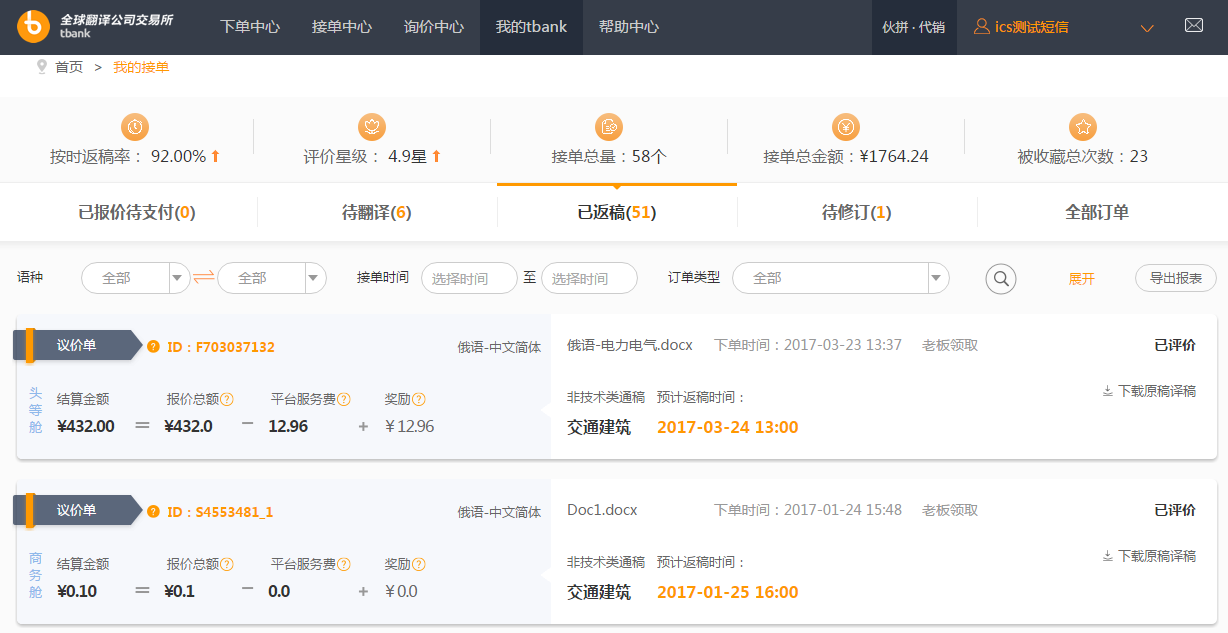 全球翻译公司交易所
tbank
下单中心 接单中心 询价中心 我的tbank 帮助中心 伙拼·代销 ics测试短信
首页 > 我的接单
按时返稿率： 92.00% 评价星级： 4.9星 接单总量：58个 接单总金额：¥1764.24 被收藏总次数：23
已报价待支付(0) 待翻译(6) 已返稿(51) 待修订(1) 全部订单
语种 全部 全部 接单时间 选择时间 至 选择时间 订单类型 全部 展开 导出报表
议价单 ? ID：F703037132 俄语-中文简体 俄语-电力电气.docx 下单时间：2017-03-23 13:37 老板领取 已评价
头等舱 结算金额 报价总额? 平台服务费? 奖励? 非技术类通稿 预计返稿时间： 下载原稿译稿
¥432.00 = ¥432.0 － 12.96 + ¥12.96 交通建筑 2017-03-24 13:00
议价单 ? ID：S4553481_1 俄语-中文简体 Doc1.docx 下单时间：2017-01-24 15:48 老板领取 已评价
商务舱 结算金额 报价总额? 平台服务费? 奖励? 非技术类通稿 预计返稿时间： 下载原稿译稿
¥0.10 = ¥0.1 － 0.0 + ¥0.0 交通建筑 2017-01-25 16:00